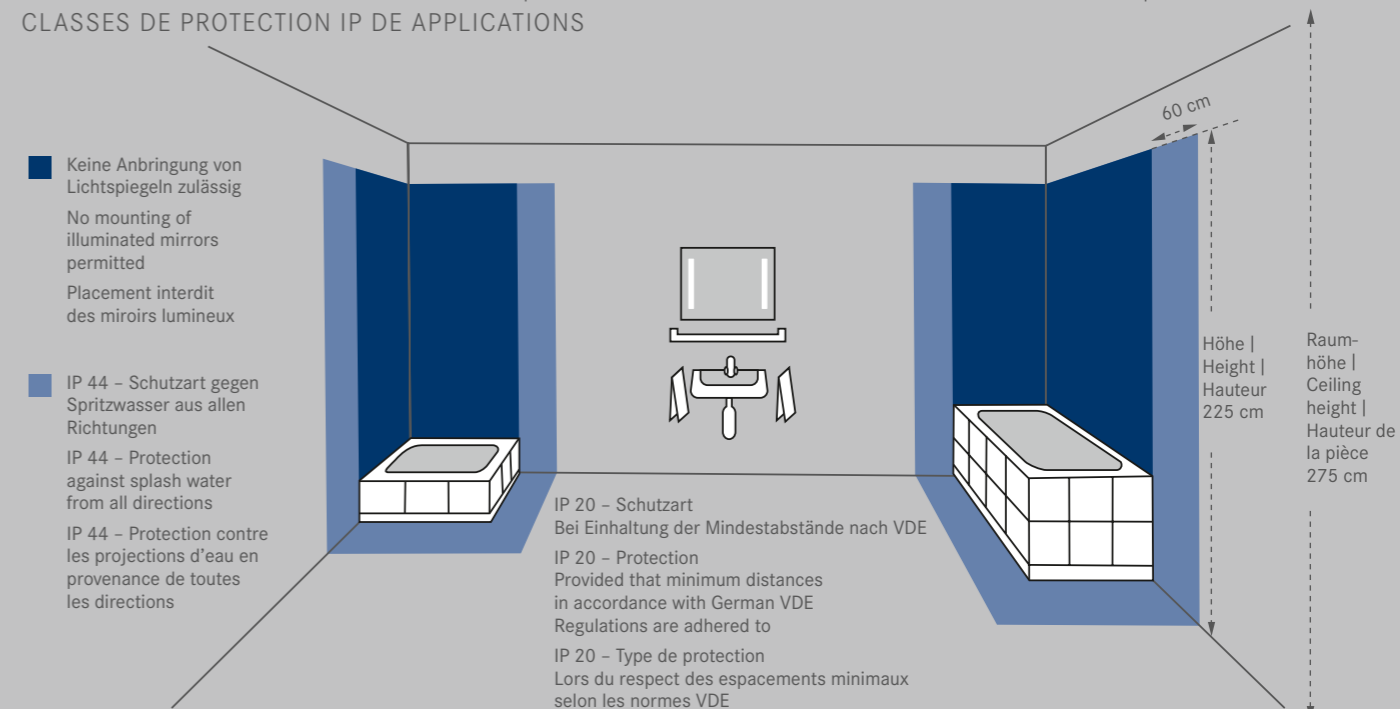 CLASSES DE PROTECTION IP DE APPLICATIONS
Keine Anbringung von
Lichtspiegeln zulässig
No mounting of
illuminated mirrors
permitted
Placement interdit
des miroirs lumineux
IP 44 – Schutzart gegen
Spritzwasser aus allen
Richtungen
IP 44 – Protection
against splash water
from all directions
IP 44 – Protection contre
les projections d'eau en
provenance de toutes
les directions
IP 20 – Schutzart
Bei Einhaltung der Mindestabstände nach VDE
IP 20 – Protection
Provided that minimum distances
in accordance with German VDE
Regulations are adhered to
IP 20 – Type de protection
Lors du respect des espacements minimaux
selon les normes VDE
60 cm
Höhe |
Height |
Hauteur
225 cm
Raum-
höhe |
Ceiling
height |
Hauteur de
la pièce
275 cm